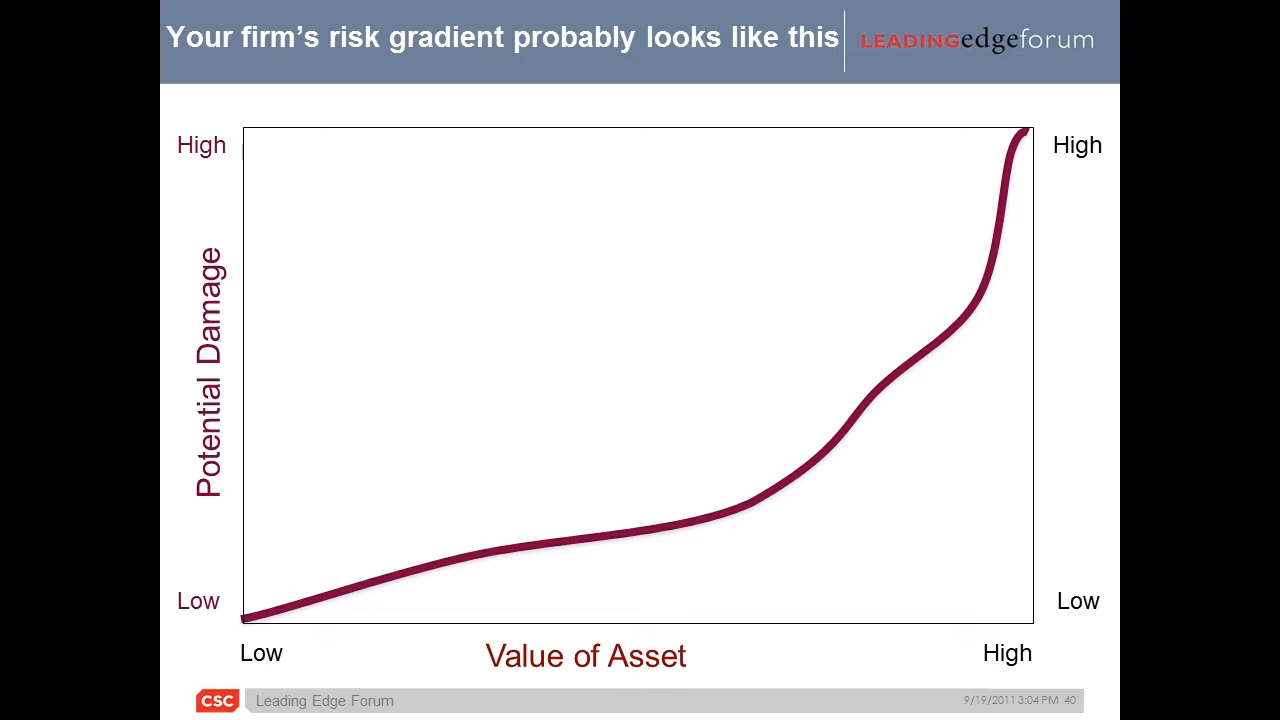 Your firm's risk gradient probably looks like this
LEADINGedgeforum
High
High
Potential Damage
Low
Low
Low
Value of Asset
High
CSC
Leading Edge Forum
9/19/2011 3:04 PM 40